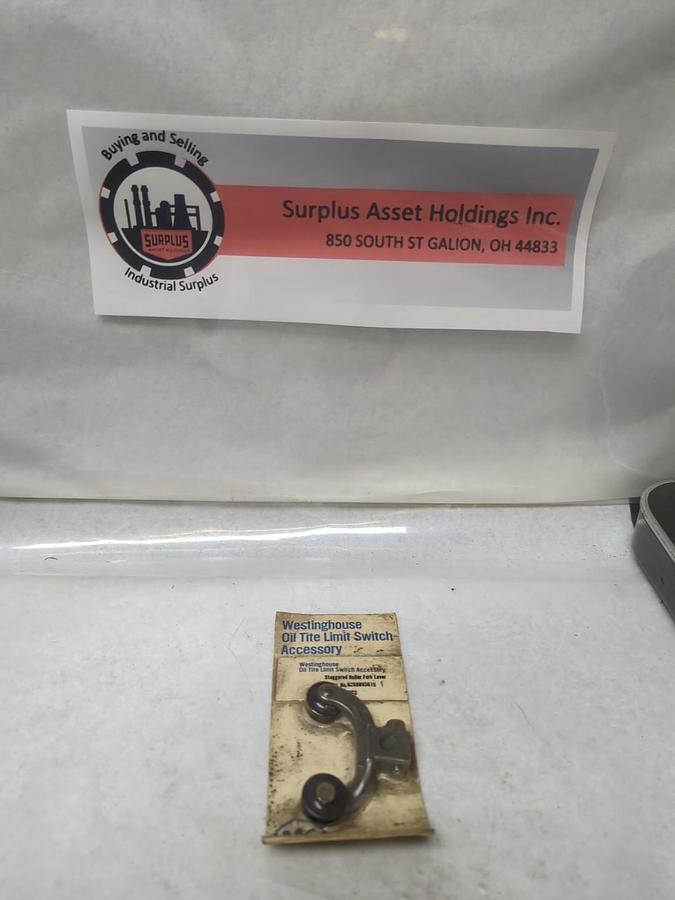 Buying and Selling
SURPLUS
Industrial Surplus
Surplus Asset Holdings Inc.
850 SOUTH ST GALION, OH 44833
Westinghouse
Oil Tite Limit Switch
Accessory
Westinghouse
Oil Tite Limit Switch Accessory
Staggered Roller Fork Lever